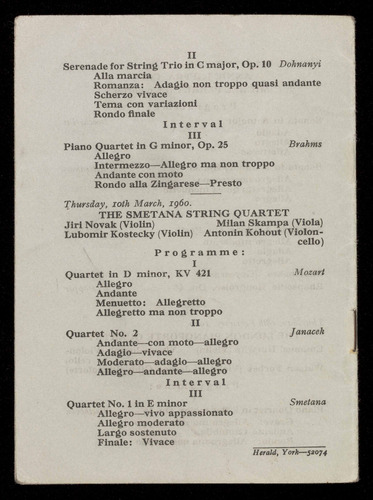 II
Serenade for String Trio in C major, Op. 10 Dohnanyi
Alla marcia
Romanza: Adagio non troppo quasi andante
Scherzo vivace
Tema con variazioni
Rondo finale
Interval
III
Piano Quartet in G minor, Op. 25 Brahms
Allegro
Intermezzo—Allegro ma non troppo
Andante con moto
Rondo alla Zingarese—Presto
Thursday, 10th March, 1960.
THE SMETANA STRING QUARTET
Jiri Novak (Violin) Milan Skampa (Viola)
Lubomir Kostecky (Violin) Antonin Kohout (Violon-
cello)
Programme:
I
Quartet in D minor, KV 421 Mozart
Allegro
Andante
Menuetto: Allegretto
Allegretto ma non troppo
II
Quartet No. 2 Janacek
Andante—con moto—allegro
Adagio—vivace
Moderato—adagio—allegro
Allegro—andante—allegro
Interval
III
Quartet No. 1 in E minor Smetana
Allegro—vivo appassionato
Allegro moderato
Largo sostenuto
Finale: Vivace
Herald, York—52074